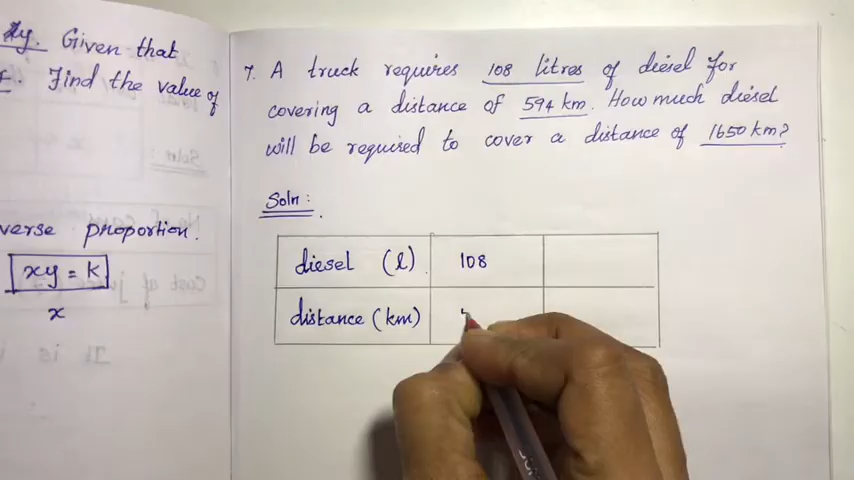 xy. Given that
Find the value of
verse proportion.
xy = k
x
7. A truck requires 108 litres of diesel for
covering a distance of 594 km. How much diesel
will be required to cover a distance of 1650 km?
Soln:
diesel (l) 108
distance (km)